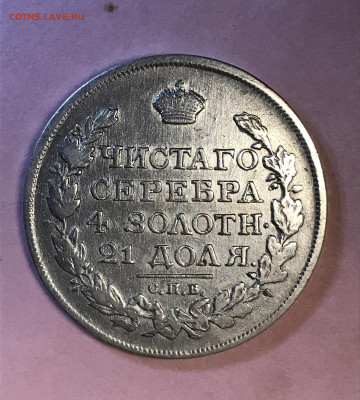 COINS.LAVE.RU
ЧИСТАГО
СЕРЕБРА
4 ЗОЛОТН.
21 ДОЛЯ.
С.П.Б.